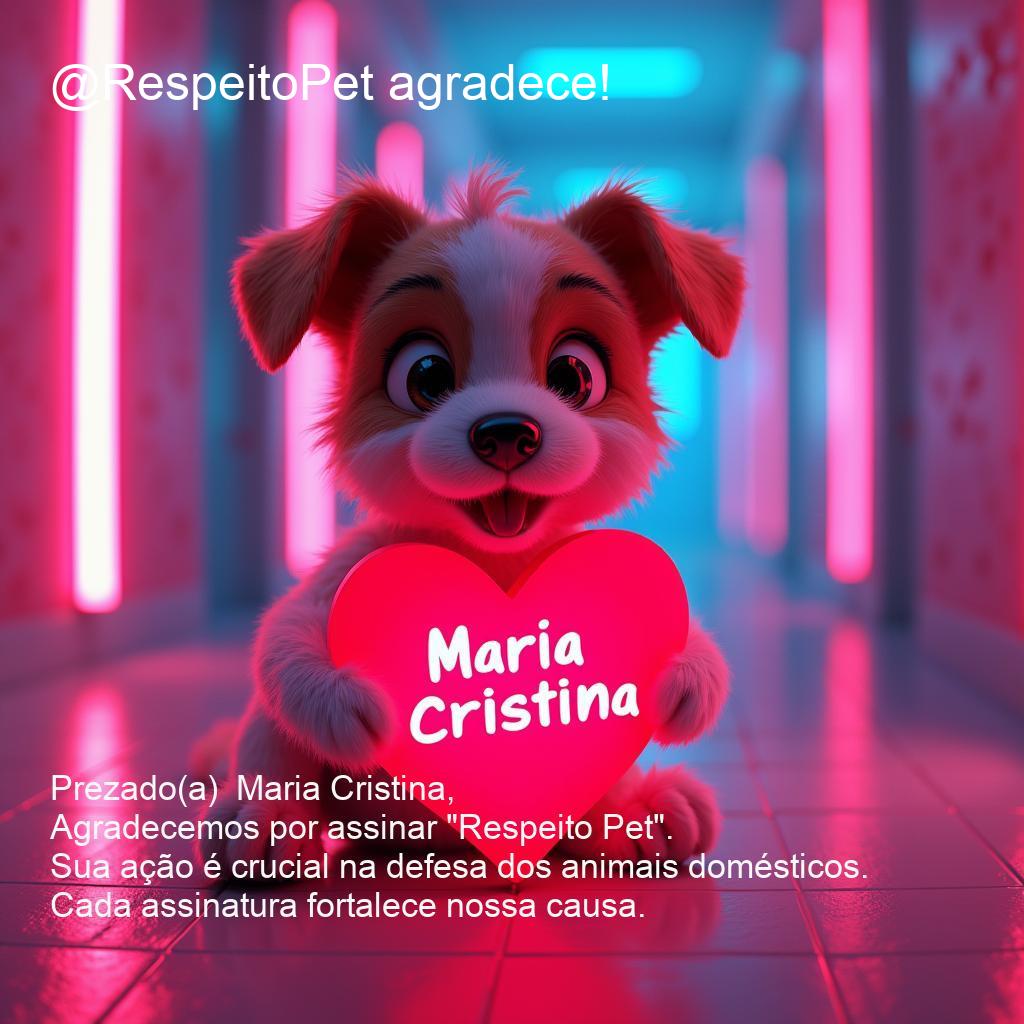 @RespeitoPet agradece!
Maria
Cristina
Prezado(a)  Maria Cristina,
Agradecemos por assinar "Respeito Pet".
Sua ação é crucial na defesa dos animais domésticos.
Cada assinatura fortalece nossa causa.